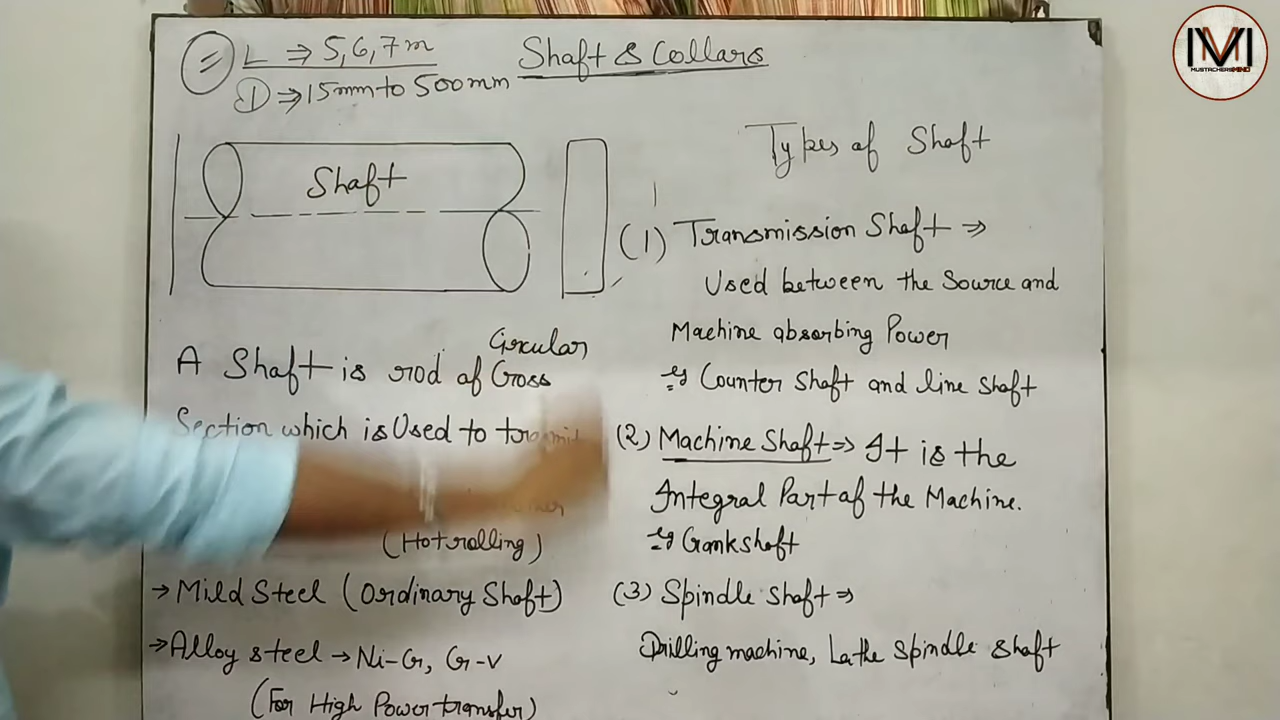 L ⇒ 5,6,7m
D ⇒ 15mm to 500mm
Shaft & Collars
Shaft
A Shaft is rod of Circular Cross
Section which is Used to
(Hot rolling)
→ Mild Steel (Ordinary Shaft)
→ Alloy steel → Ni-Cr, Cr-V
(For High Power transfer)
Types of Shaft
(1) Transmission Shaft ⇒
Used between the Source and
Machine absorbing Power
eg Counter Shaft and line Shaft
(2) Machine Shaft ⇒ It is the
Integral Part of the Machine.
eg Crankshaft
(3) Spindle Shaft ⇒
Drilling machine, Lathe Spindle Shaft
MUSTACHERSMIND